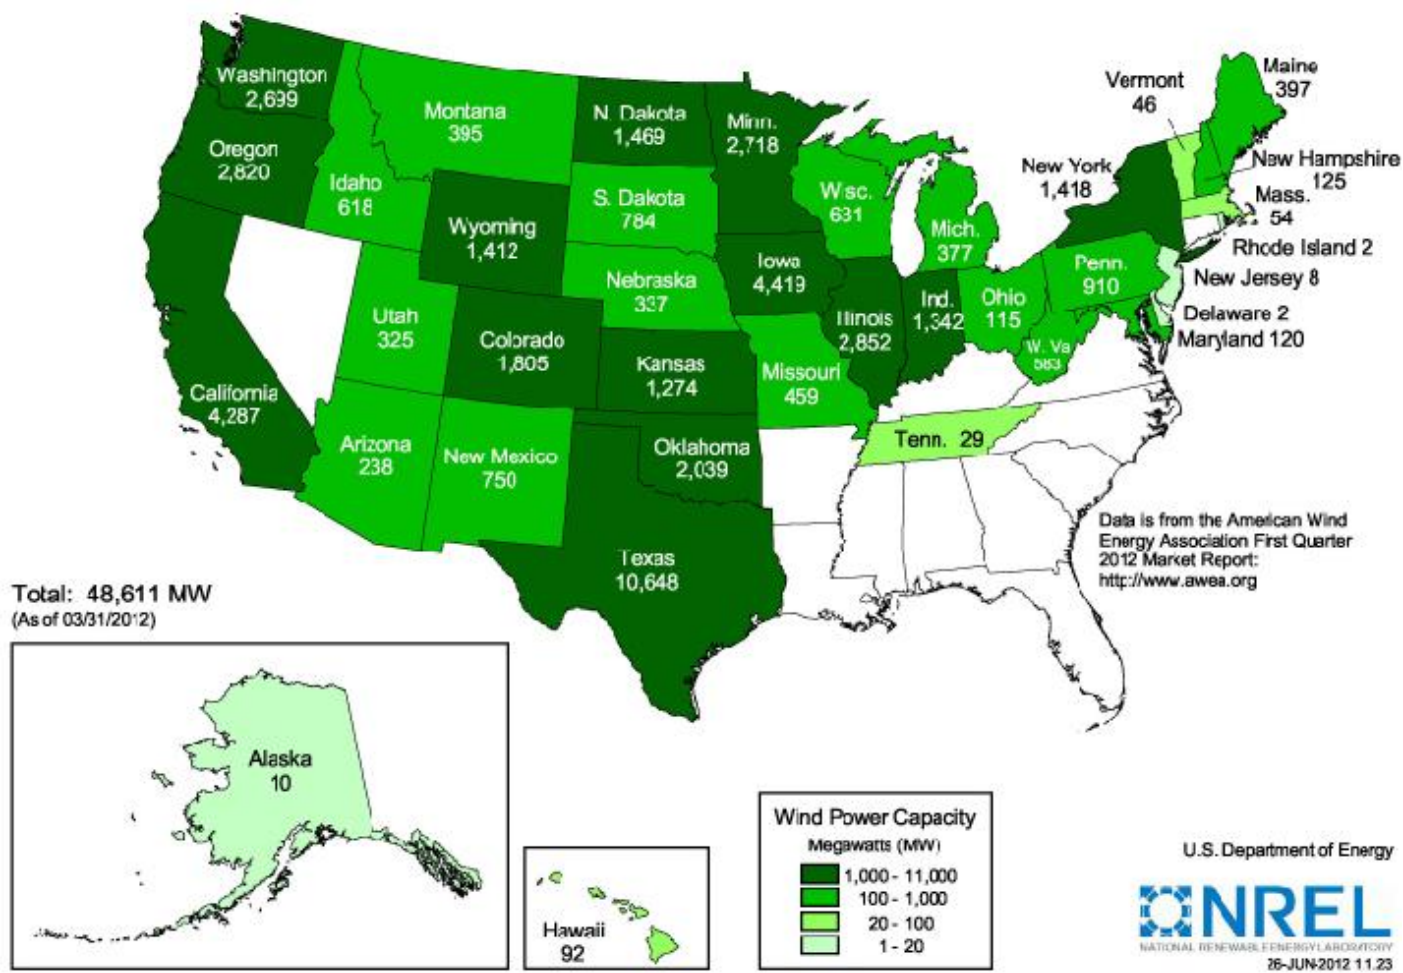 Washington
2,699
Oregon
2,820
California
4,287
Idaho
618
Montana
395
Wyoming
1,412
Utah
325
Colorado
1,805
Arizona
238
New Mexico
750
N. Dakota
1,469
S. Dakota
784
Nebraska
337
Kansas
1,274
Oklahoma
2,039
Texas
10,648
Minn.
2,718
Iowa
4,419
Missouri
459
Wisc.
631
Illinois
2,852
Mich.
377
Ind.
1,342
Ohio
115
W. Va
583
Penn.
910
Tenn. 29
New York
1,418
Vermont
46
Maine
397
New Hampshire
125
Mass.
54
Rhode Island 2
New Jersey 8
Delaware 2
Maryland 120
Data is from the American Wind
Energy Association First Quarter
2012 Market Report:
http://www.awea.org
Total: 48,611 MW
(As of 03/31/2012)
Alaska
10
Hawaii
92
Wind Power Capacity
Megawatts (MW)
1,000 - 11,000
100 - 1,000
20 - 100
1 - 20
U.S. Department of Energy
NREL
NATIONAL RENEWABLE ENERGY LABORATORY
26-JUN-2012 1 1.23